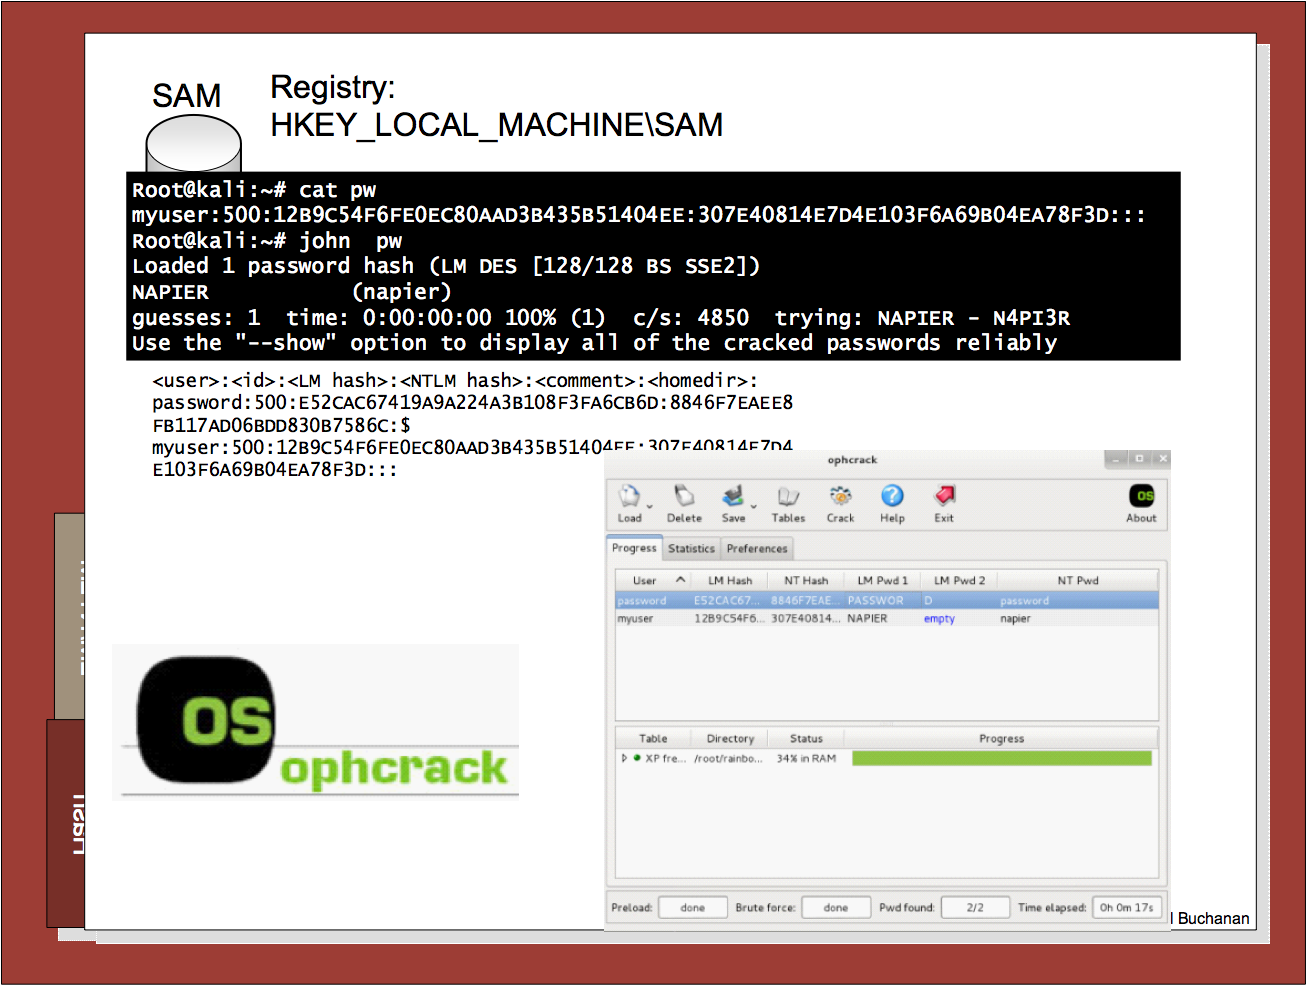 SAM
Registry:
HKEY_LOCAL_MACHINE\SAM
Root@kali:~# cat pw
myuser:500:12B9C54F6FE0EC80AAD3B435B51404EE:307E40814E7D4E103F6A69B04EA78F3D:::
Root@kali:~# john  pw
Loaded 1 password hash (LM DES [128/128 BS SSE2])
NAPIER           (napier)
guesses: 1  time: 0:00:00:00 100% (1)  c/s: 4850  trying: NAPIER - N4PI3R
Use the "--show" option to display all of the cracked passwords reliably
<user>:<id>:<LM hash>:<NTLM hash>:<comment>:<homedir>:
password:500:E52CAC67419A9A224A3B108F3FA6CB6D:8846F7EAEE8
FB117AD06BDD830B7586C:$
myuser:500:12B9C54F6FE0EC80AAD3B435B51404EE:307E40814E7D4
E103F6A69B04EA78F3D:::
ophcrack
Load Delete Save Tables Crack Help Exit OS About
Progress Statistics Preferences
User LM Hash NT Hash LM Pwd 1 LM Pwd 2 NT Pwd
password E52CAC67... 8846F7EAE... PASSWOR D password
myuser 12B9C54F6... 307E40814... NAPIER empty napier
Table Directory Status Progress
XP fre... /root/rainbo... 34% in RAM
Preload: done Brute force: done Pwd found: 2/2 Time elapsed: 0h 0m 17s
OS
ophcrack
l Buchanan